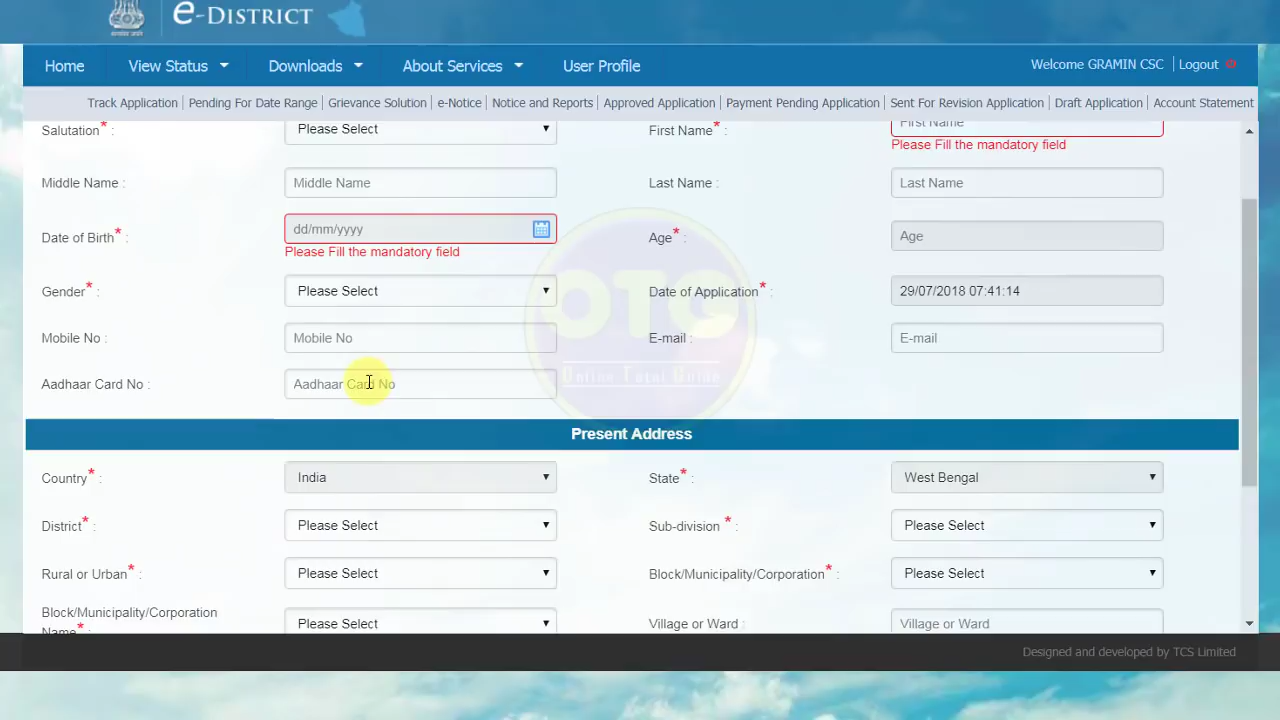 e-DISTRICT
Home View Status Downloads About Services User Profile Welcome GRAMIN CSC | Logout
Track Application | Pending For Date Range | Grievance Solution | e-Notice | Notice and Reports | Approved Application | Payment Pending Application | Sent For Revision Application | Draft Application | Account Statement
Salutation* : Please Select First Name* : First Name
Please Fill the mandatory field
Middle Name : Middle Name Last Name : Last Name
Date of Birth* : dd/mm/yyyy Age* : Age
Please Fill the mandatory field
Gender* : Please Select Date of Application* : 29/07/2018 07:41:14
Mobile No : Mobile No E-mail : E-mail
Aadhaar Card No : Aadhaar Card No
OTG
Online Total Guide
Present Address
Country* : India State* : West Bengal
District* : Please Select Sub-division * : Please Select
Rural or Urban* : Please Select Block/Municipality/Corporation* : Please Select
Block/Municipality/Corporation
Name* : Please Select Village or Ward : Village or Ward
Designed and developed by TCS Limited